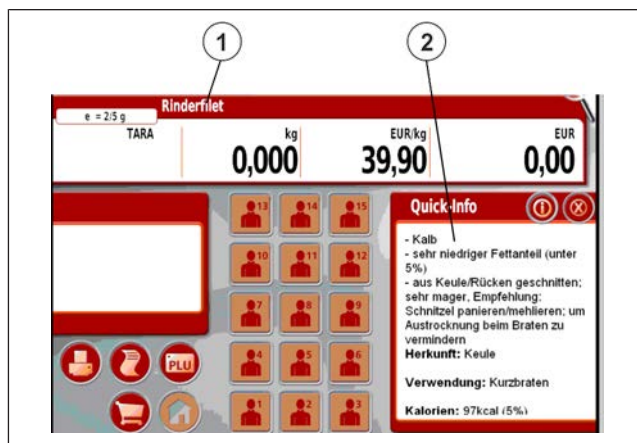 1
2
Rinderfilet
e = 2/5 g
TARA
kg
EUR/kg
EUR
0,000
39,90
0,00
Quick-Info
- Kalb
- sehr niedriger Fettanteil (unter
5%)
- aus Keule/Rücken geschnitten;
sehr mager, Empfehlung:
Schnitzel panieren/mehlieren; um
Austrocknung beim Braten zu
vermindern
Herkunft: Keule
Verwendung: Kurzbraten
Kalorien: 97kcal (5%)
13
14
15
10
11
12
7
8
9
4
5
6
PLU
1
2
3